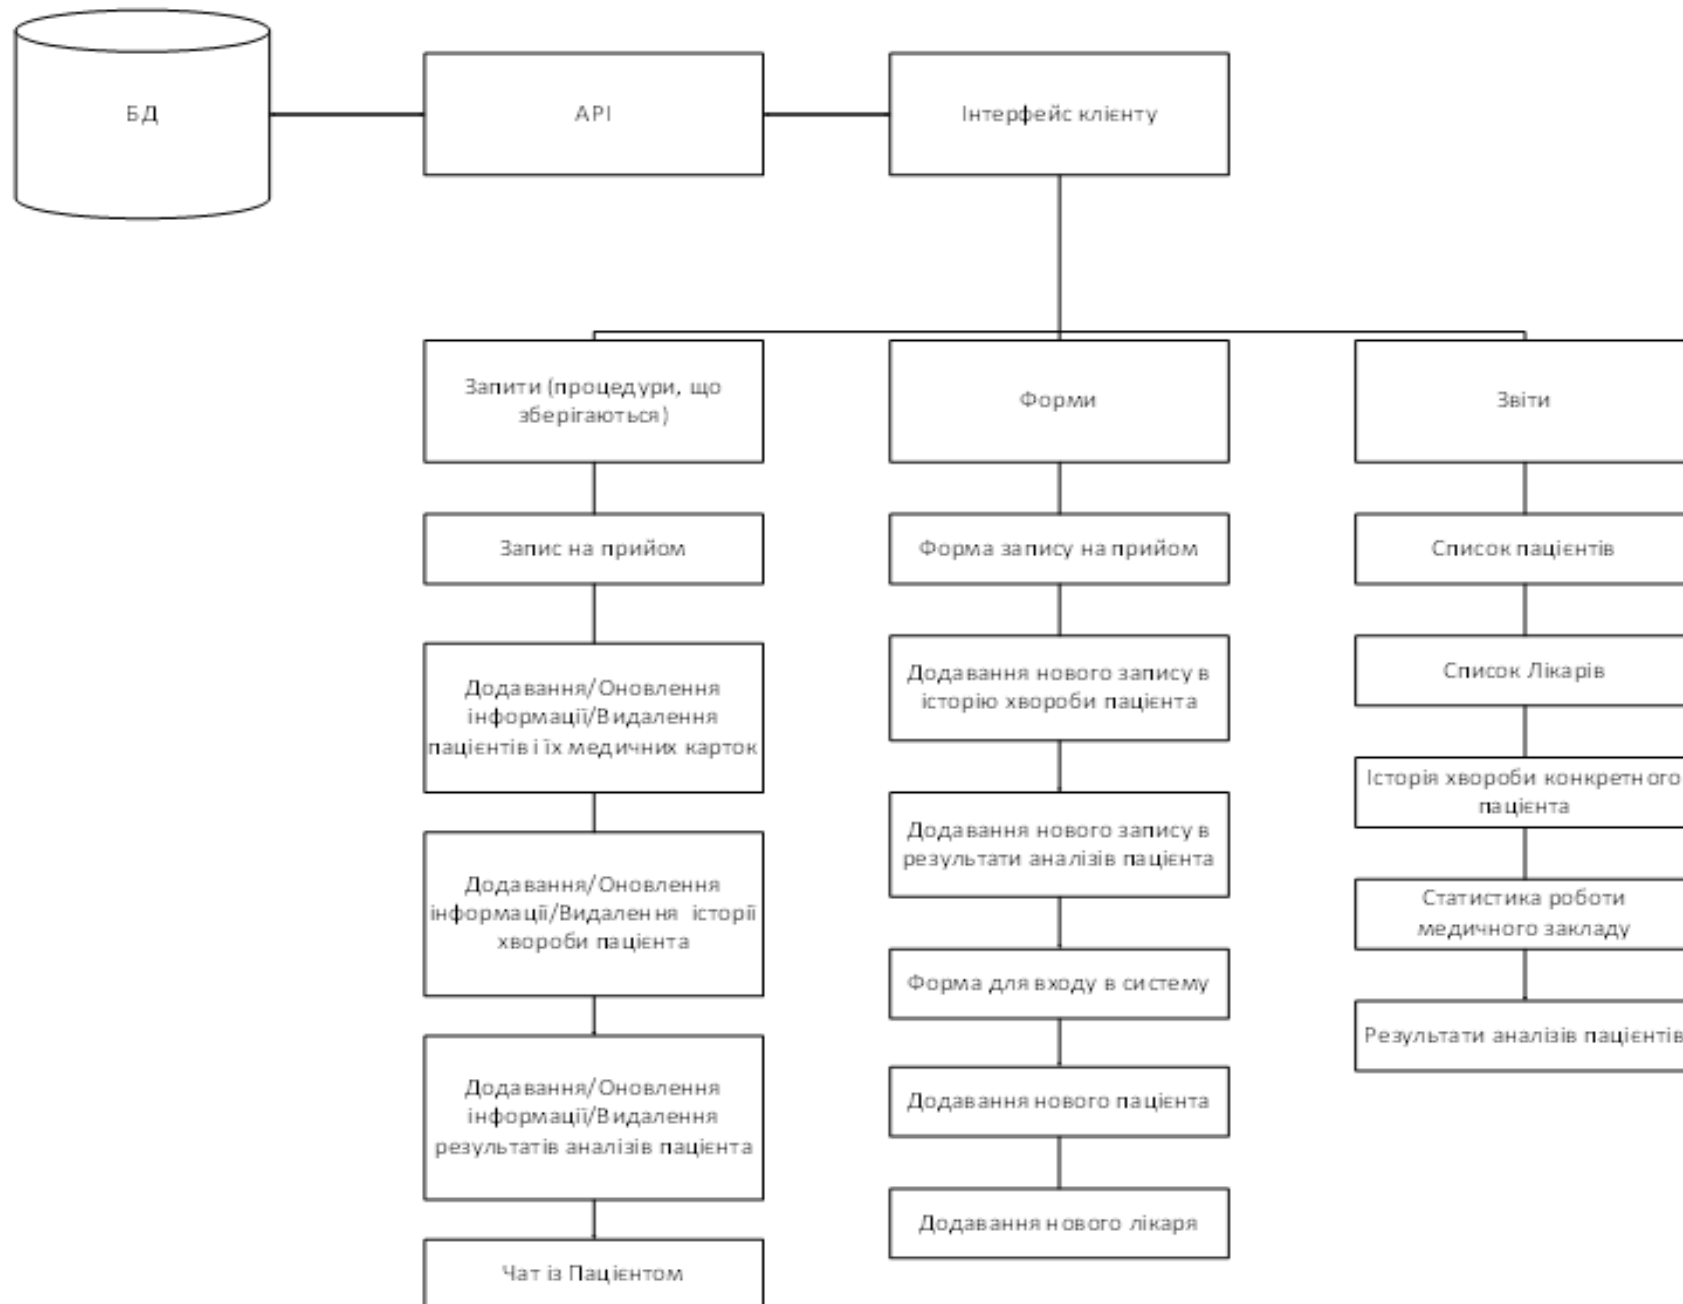 БД
API
Інтерфейс клієнту
Запити (процедури, що
зберігаються)
Форми
Звіти
Запис на прийом
Форма запису на прийом
Список пацієнтів
Додавання/Оновлення
інформації/Видалення
пацієнтів і їх медичних карток
Додавання нового запису в
історію хвороби пацієнта
Список Лікарів
Історія хвороби конкретного
пацієнта
Додавання/Оновлення
інформації/Видалення історії
хвороби пацієнта
Додавання нового запису в
результати аналізів пацієнта
Статистика роботи
медичного закладу
Форма для входу в систему
Результати аналізів пацієнтів
Додавання/Оновлення
інформації/Видалення
результатів аналізів пацієнта
Додавання нового пацієнта
Додавання нового лікаря
Чат із Пацієнтом